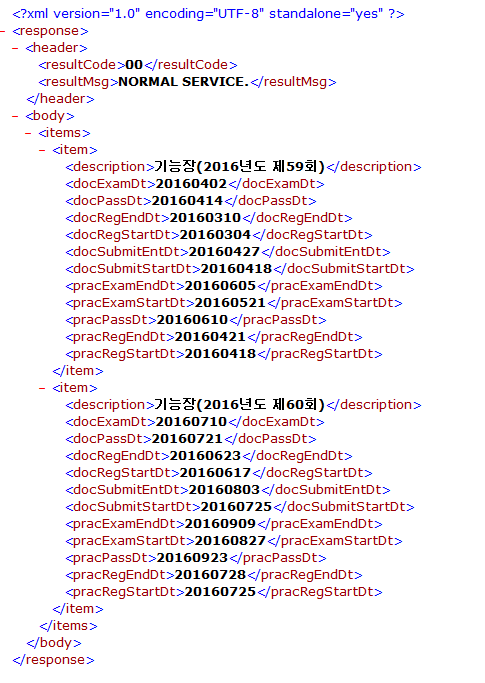 <?xml version="1.0" encoding="UTF-8" standalone="yes" ?>
- <response>
- <header>
<resultCode>00</resultCode>
<resultMsg>NORMAL SERVICE.</resultMsg>
</header>
- <body>
- <items>
- <item>
<description>기능장(2016년도 제59회)</description>
<docExamDt>20160402</docExamDt>
<docPassDt>20160414</docPassDt>
<docRegEndDt>20160310</docRegEndDt>
<docRegStartDt>20160304</docRegStartDt>
<docSubmitEntDt>20160427</docSubmitEntDt>
<docSubmitStartDt>20160418</docSubmitStartDt>
<pracExamEndDt>20160605</pracExamEndDt>
<pracExamStartDt>20160521</pracExamStartDt>
<pracPassDt>20160610</pracPassDt>
<pracRegEndDt>20160421</pracRegEndDt>
<pracRegStartDt>20160418</pracRegStartDt>
</item>
- <item>
<description>기능장(2016년도 제60회)</description>
<docExamDt>20160710</docExamDt>
<docPassDt>20160721</docPassDt>
<docRegEndDt>20160623</docRegEndDt>
<docRegStartDt>20160617</docRegStartDt>
<docSubmitEntDt>20160803</docSubmitEntDt>
<docSubmitStartDt>20160725</docSubmitStartDt>
<pracExamEndDt>20160909</pracExamEndDt>
<pracExamStartDt>20160827</pracExamStartDt>
<pracPassDt>20160923</pracPassDt>
<pracRegEndDt>20160728</pracRegEndDt>
<pracRegStartDt>20160725</pracRegStartDt>
</item>
</items>
</body>
</response>